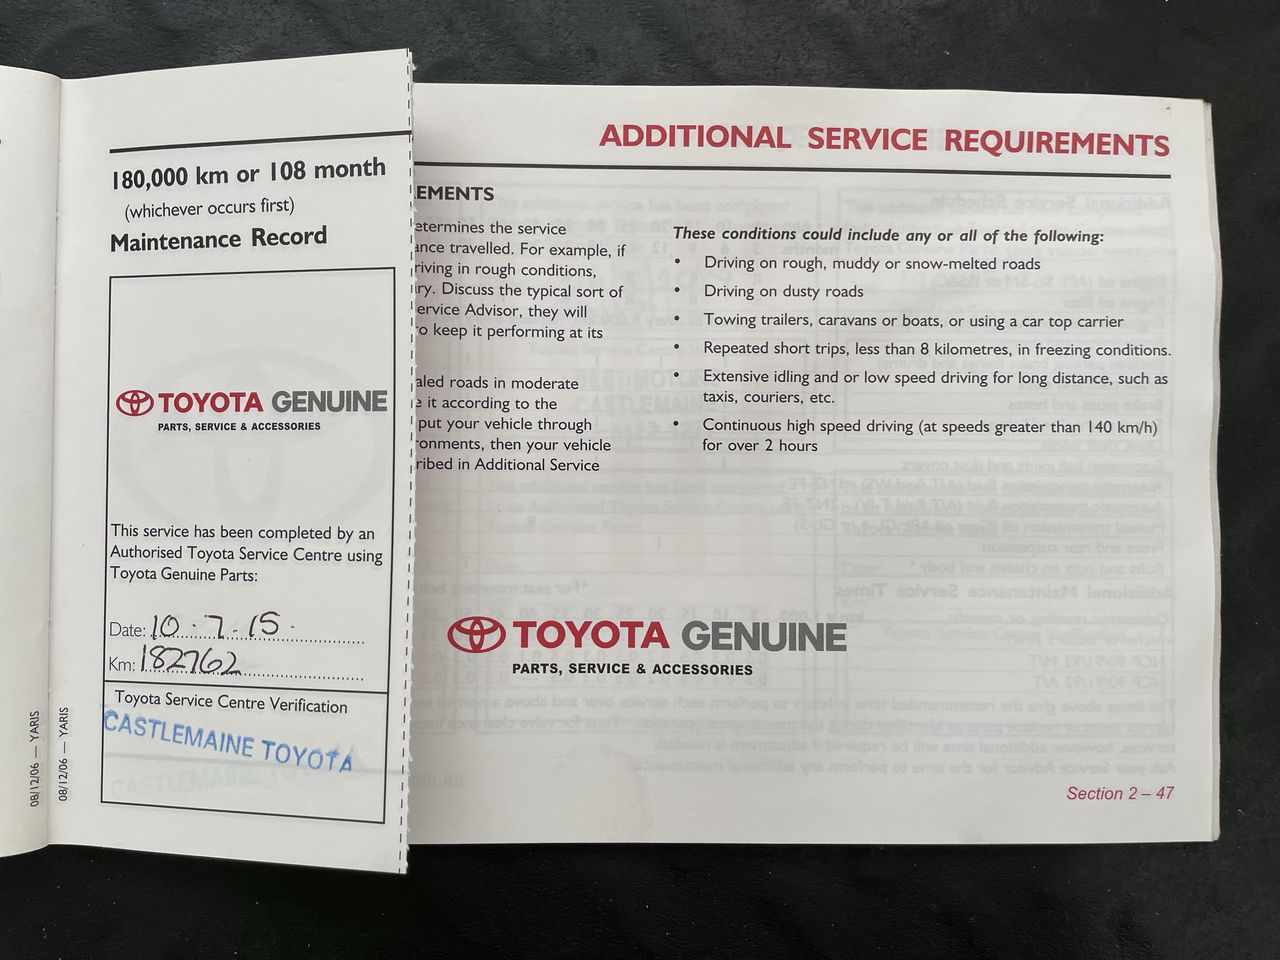 180,000 km or 108 month
(whichever occurs first)
Maintenance Record
TOYOTA GENUINE
PARTS, SERVICE & ACCESSORIES
This service has been completed by an
Authorised Toyota Service Centre using
Toyota Genuine Parts:
Date: 10 . 7 . 15 .
Km: 182762
Toyota Service Centre Verification
CASTLEMAINE TOYOTA
08/12/06 — YARIS
08/12/06 — YARIS
ADDITIONAL SERVICE REQUIREMENTS
EMENTS
etermines the service
ance travelled. For example, if
riving in rough conditions,
ry. Discuss the typical sort of
ervice Advisor, they will
o keep it performing at its
aled roads in moderate
e it according to the
put your vehicle through
onments, then your vehicle
ribed in Additional Service
These conditions could include any or all of the following:
• Driving on rough, muddy or snow-melted roads
• Driving on dusty roads
• Towing trailers, caravans or boats, or using a car top carrier
• Repeated short trips, less than 8 kilometres, in freezing conditions.
• Extensive idling and or low speed driving for long distance, such as
taxis, couriers, etc.
• Continuous high speed driving (at speeds greater than 140 km/h)
for over 2 hours
TOYOTA GENUINE
PARTS, SERVICE & ACCESSORIES
Section 2 – 47